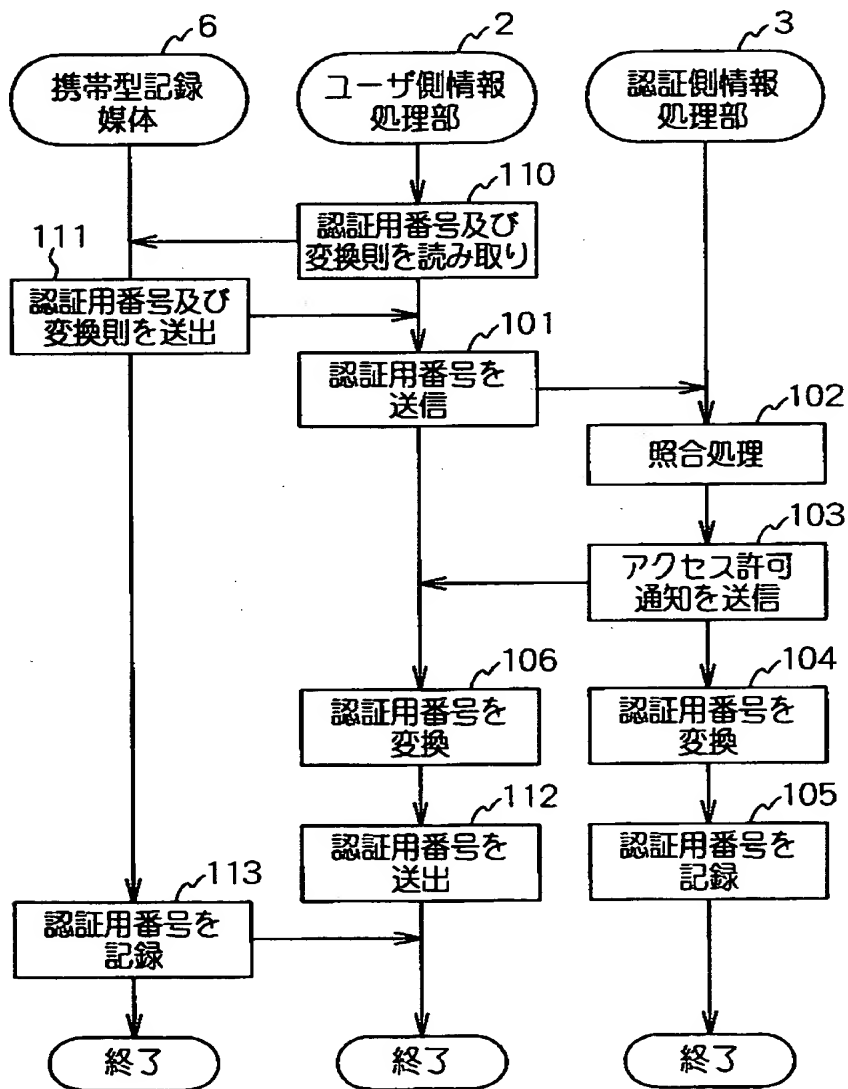 6
2
3
携帯型記録
媒体
ユーザ側情報
処理部
認証側情報
処理部
110
認証用番号及び
変換則を読み取り
111
認証用番号及び
変換則を送出
101
認証用番号を
送信
102
照合処理
103
アクセス許可
通知を送信
106
認証用番号を
変換
104
認証用番号を
変換
112
認証用番号を
送出
105
認証用番号を
記録
113
認証用番号を
記録
終了
終了
終了